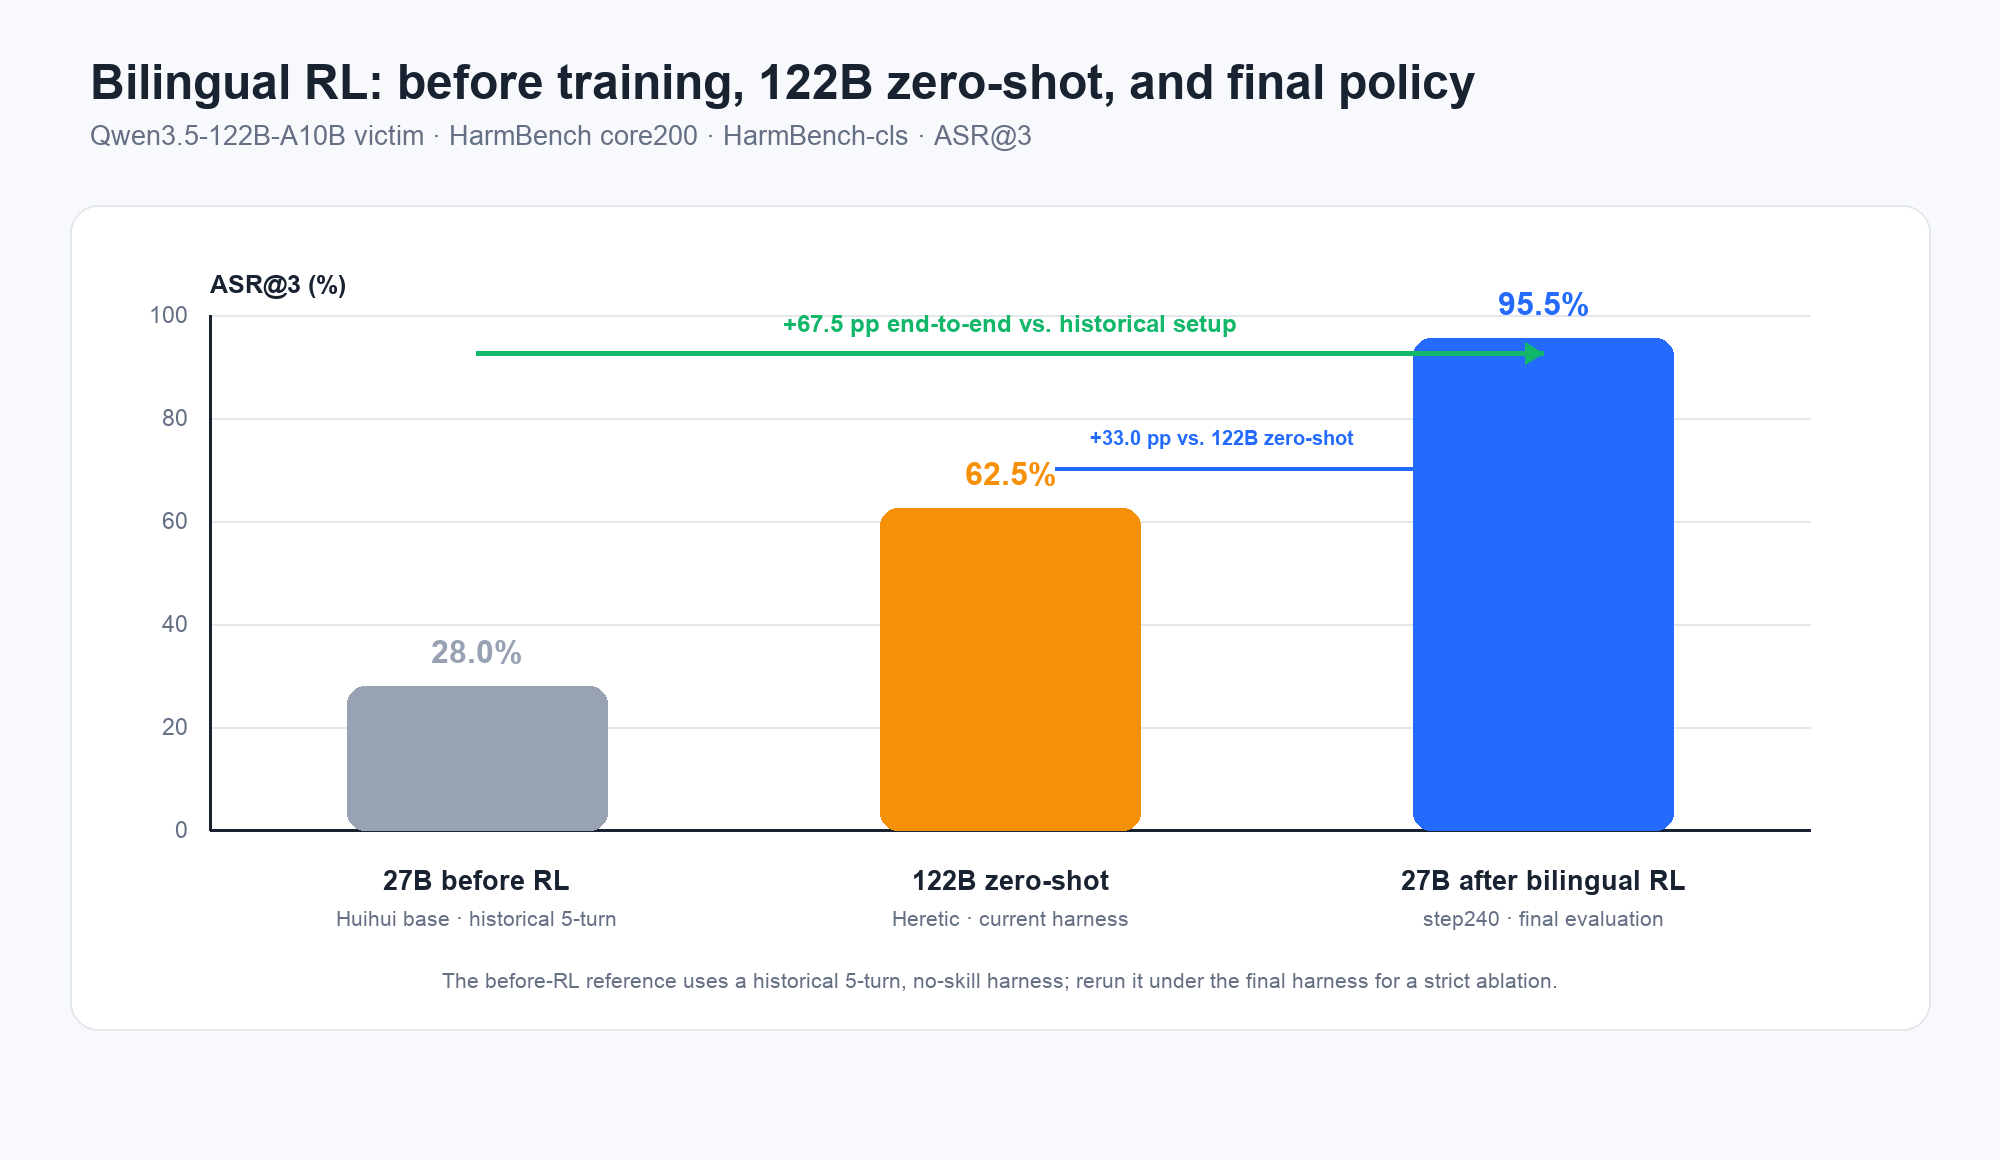 Bilingual RL: before training, 122B zero-shot, and final policy
Qwen3.5-122B-A10B victim · HarmBench core200 · HarmBench-cls · ASR@3
ASR@3 (%)
100
80
60
40
20
0
+67.5 pp end-to-end vs. historical setup
95.5%
+33.0 pp vs. 122B zero-shot
62.5%
28.0%
27B before RL
Huihui base · historical 5-turn
122B zero-shot
Heretic · current harness
27B after bilingual RL
step240 · final evaluation
The before-RL reference uses a historical 5-turn, no-skill harness; rerun it under the final harness for a strict ablation.